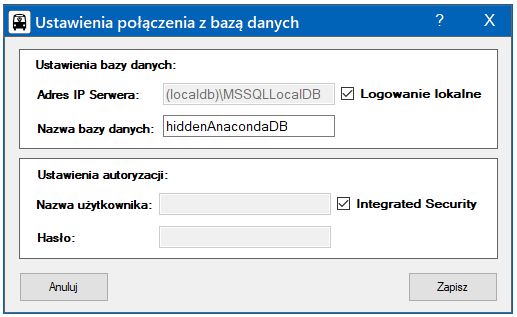 Ustawienia połączenia z bazą danych ? X
Ustawienia bazy danych:
Adres IP Serwera: (localdb)\MSSQLLocalDB Logowanie lokalne
Nazwa bazy danych: hiddenAnacondaDB
Ustawienia autoryzacji:
Nazwa użytkownika: Integrated Security
Hasło:
Anuluj Zapisz